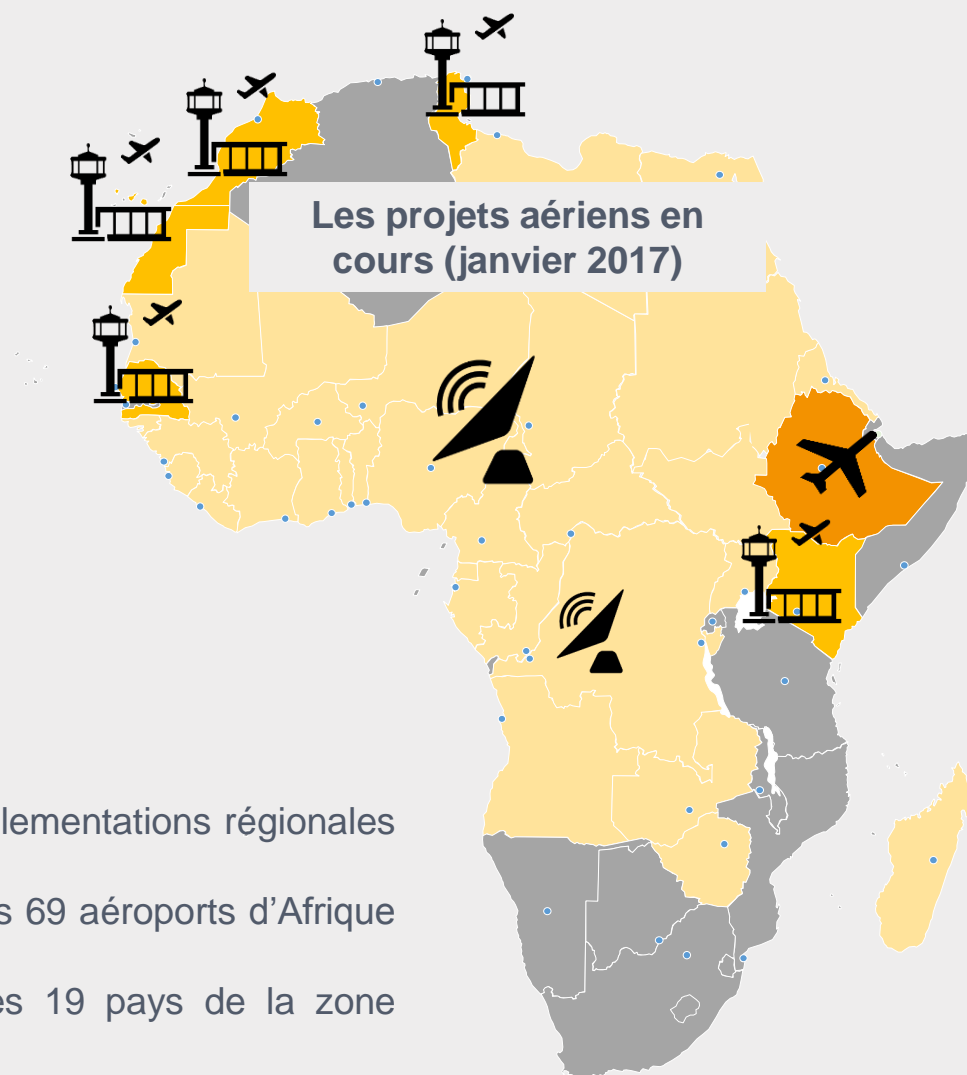 Les projets aériens en
cours (janvier 2017)
lementations régionales
s 69 aéroports d’Afrique
es 19 pays de la zone